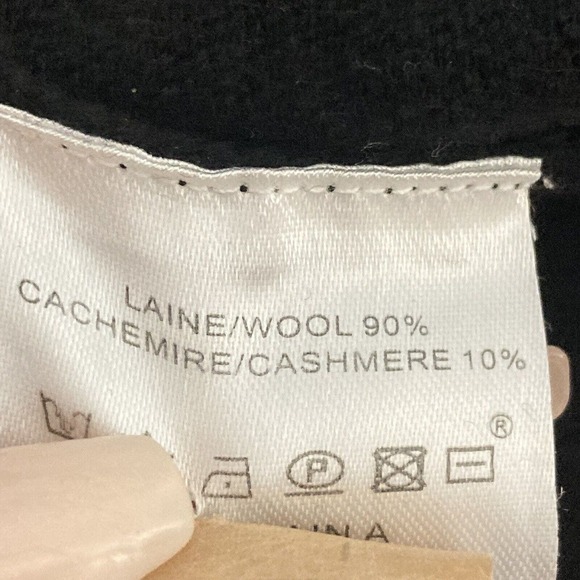 LAINE/WOOL 90%
CACHEMIRE/CASHMERE 10%
®
P